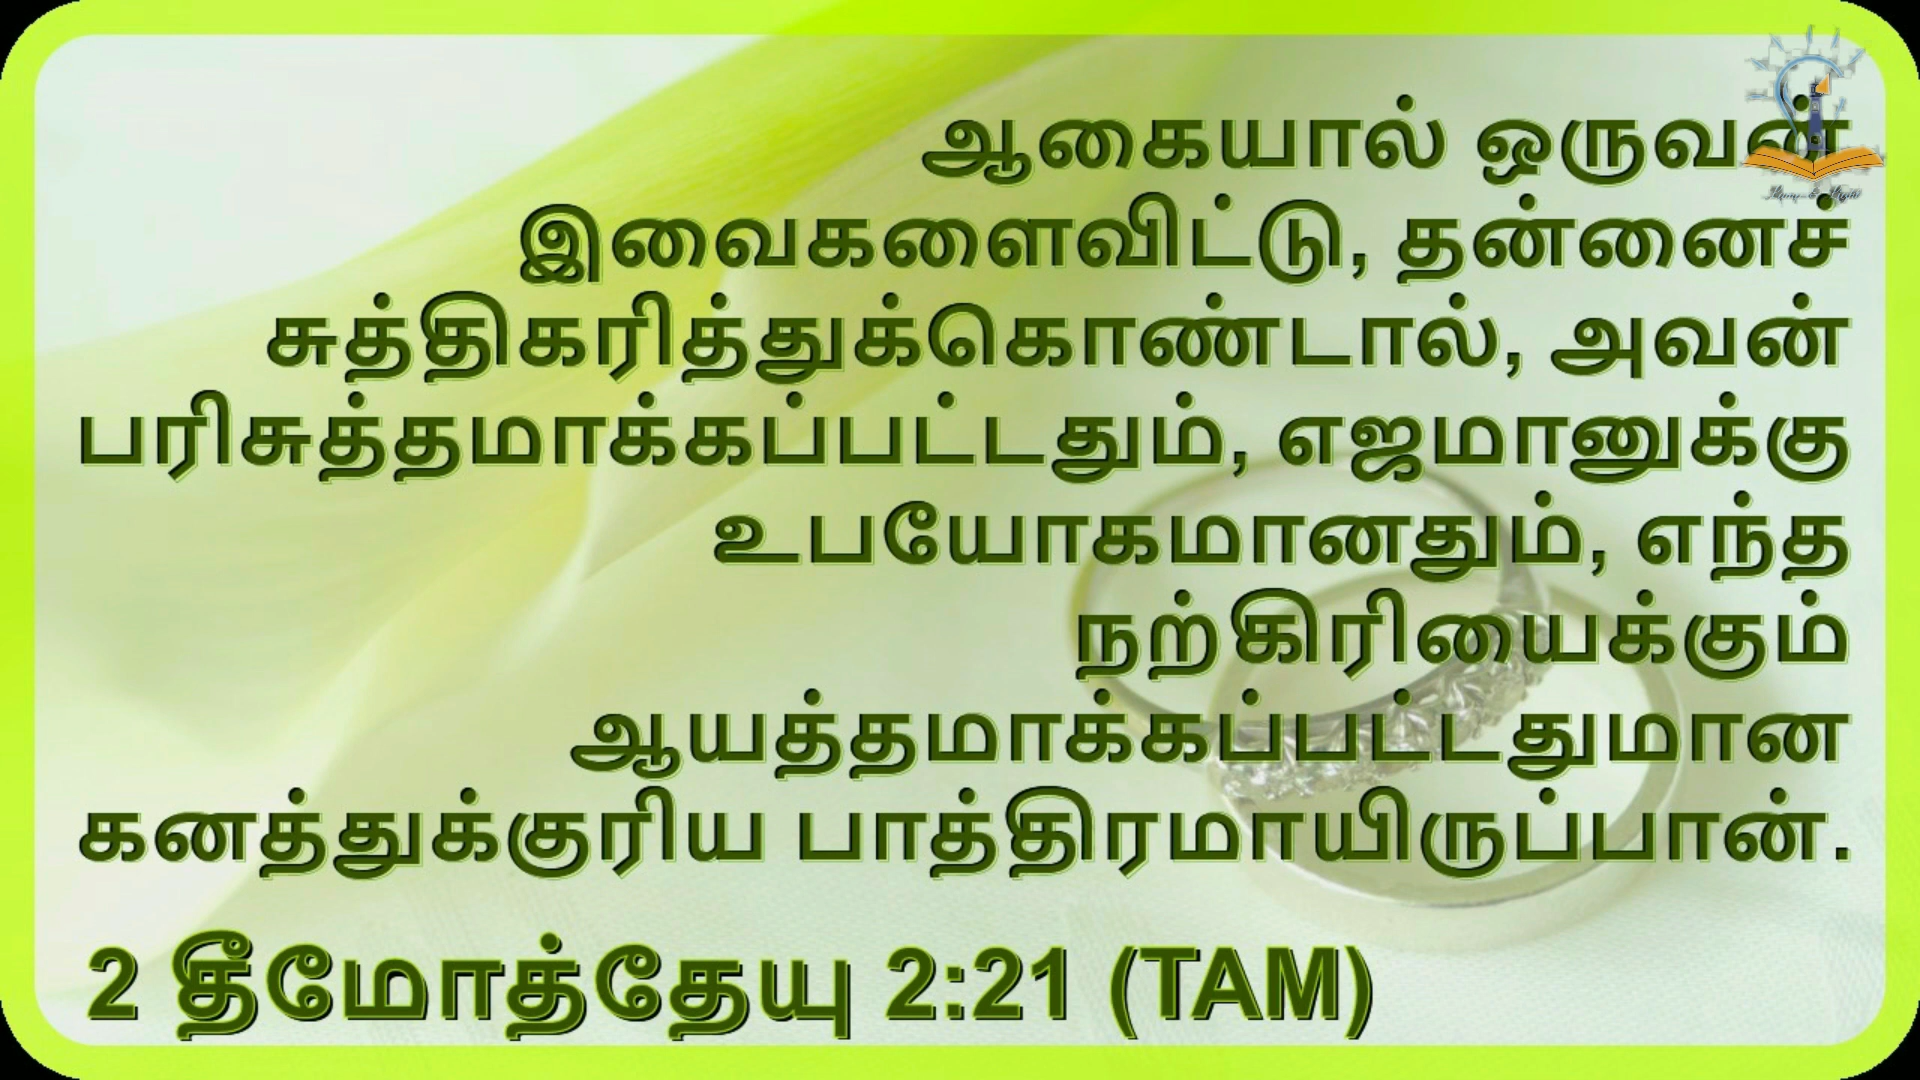 ஆகையால் ஒருவன்
இவைகளைவிட்டு, தன்னைச்
சுத்திகரித்துக்கொண்டால், அவன்
பரிசுத்தமாக்கப்பட்டதும், எஜமானுக்கு
உபயோகமானதும், எந்த
நற்கிரியைக்கும்
ஆயத்தமாக்கப்பட்டதுமான
கனத்துக்குரிய பாத்திரமாயிருப்பான்.
2 தீமோத்தேயு 2:21 (TAM)